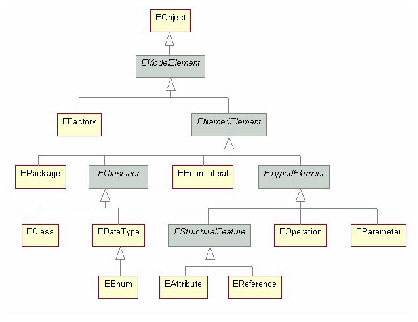 EObject
EModelElement
EFactory
ENamedElement
EPackage
EClassifier
EEnumLiteral
ETypedElement
EClass
EDataType
EStructuralFeature
EOperation
EParameter
EEnum
EAttribute
EReference